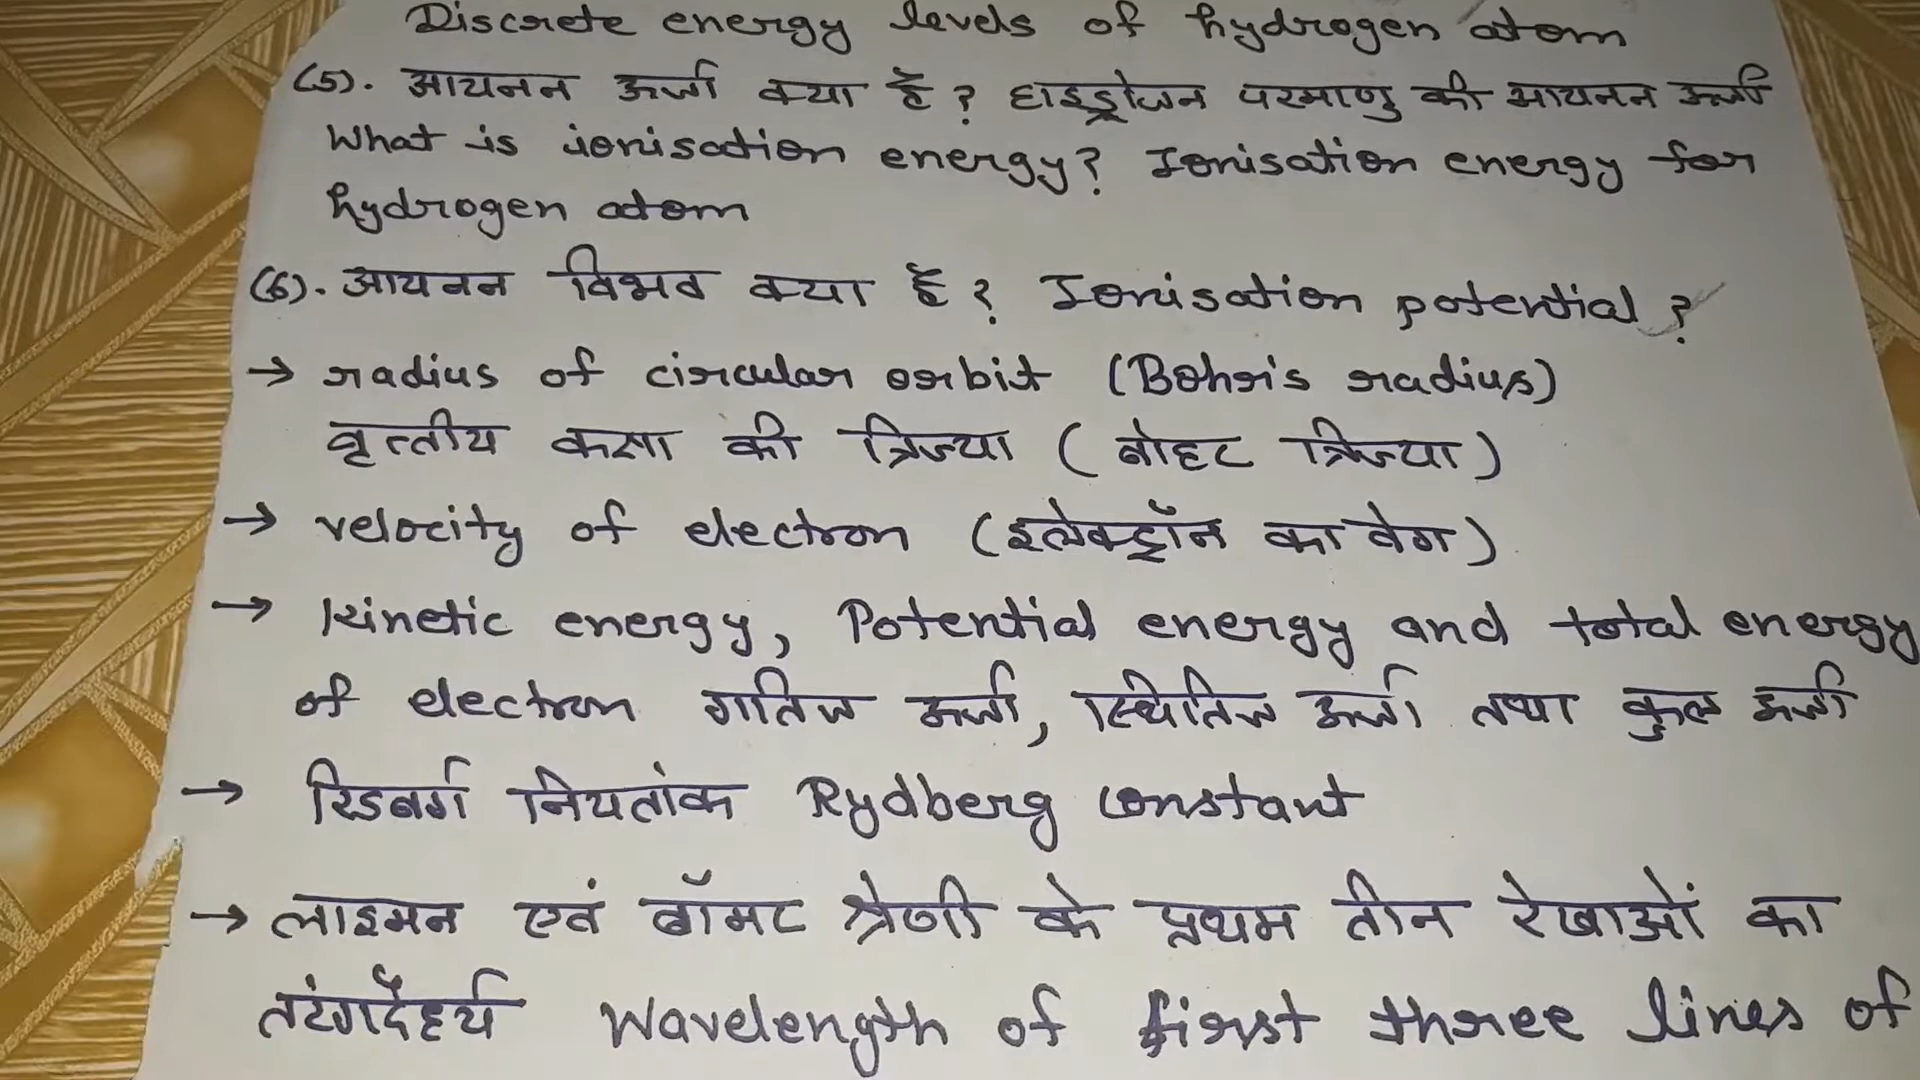 Discrete energy levels of hydrogen atom
(5). आयनन ऊर्जा क्या है? हाइड्रोजन परमाणु की आयनन ऊर्जा
What is ionisation energy? Ionisation energy for
hydrogen atom
(6). आयनन विभव क्या है? Ionisation potential?
→ radius of circular orbit (Bohr's radius)
वृत्तीय कक्षा की त्रिज्या (बोहर त्रिज्या)
→ velocity of electron (इलेक्ट्रॉन का वेग)
→ Kinetic energy, Potential energy and total energy
of electron गतिज ऊर्जा, स्थितिज ऊर्जा तथा कुल ऊर्जा
→ रिडबर्ग नियतांक Rydberg constant
→ लाइमन एवं बॉमर श्रेणी के प्रथम तीन रेखाओं का
तरंगदैर्ध्य Wavelength of first three lines of